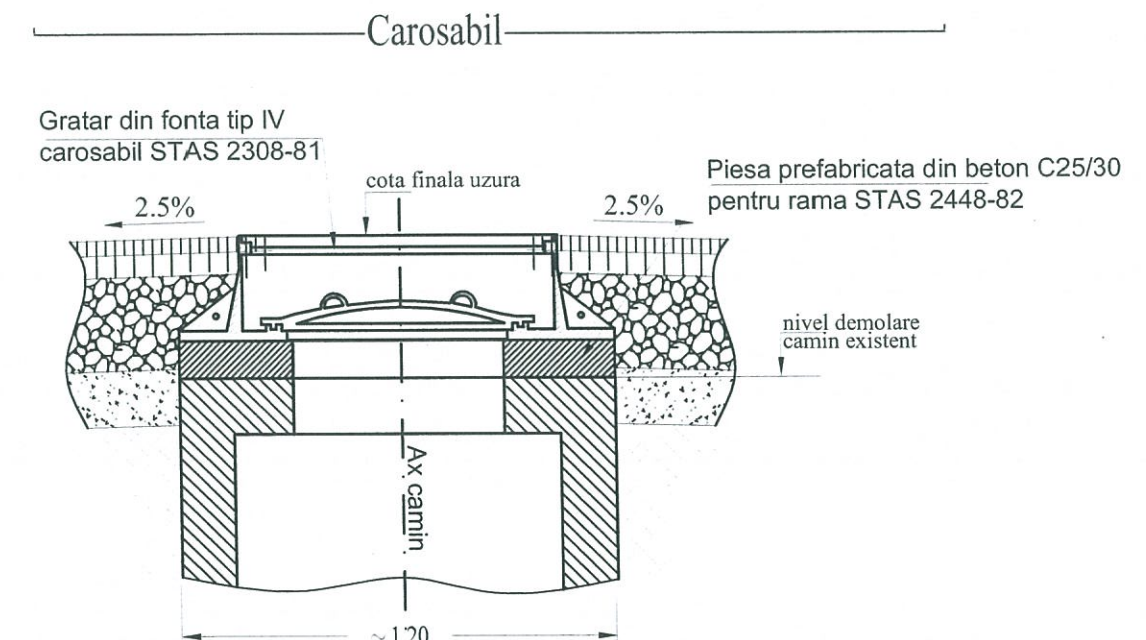 Carosabil
Gratar din fonta tip IV
carosabil STAS 2308-81
cota finala uzura
Piesa prefabricata din beton C25/30
pentru rama STAS 2448-82
2.5%
2.5%
nivel demolare
camin existent
Ax camin
~120